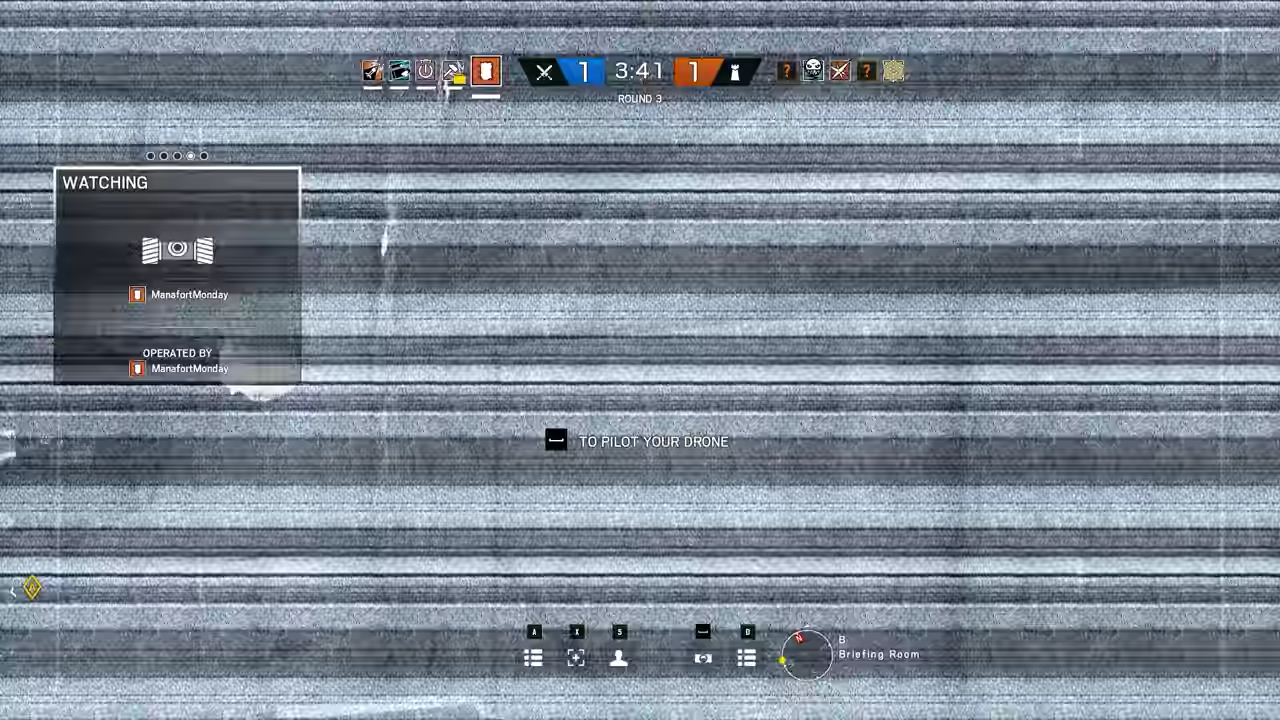 1 3:41 1
? ?
ROUND 3
WATCHING
ManafortMonday
OPERATED BY
ManafortMonday
TO PILOT YOUR DRONE
A X S D
N
B
Briefing Room